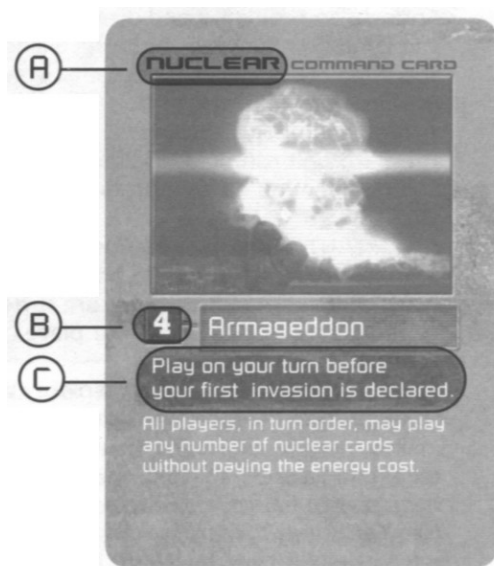 A
NUCLEAR COMMAND CARD
B
4 Armageddon
C
Play on your turn before
your first invasion is declared.
All players, in turn order, may play
any number of nuclear cards
without paying the energy cost.